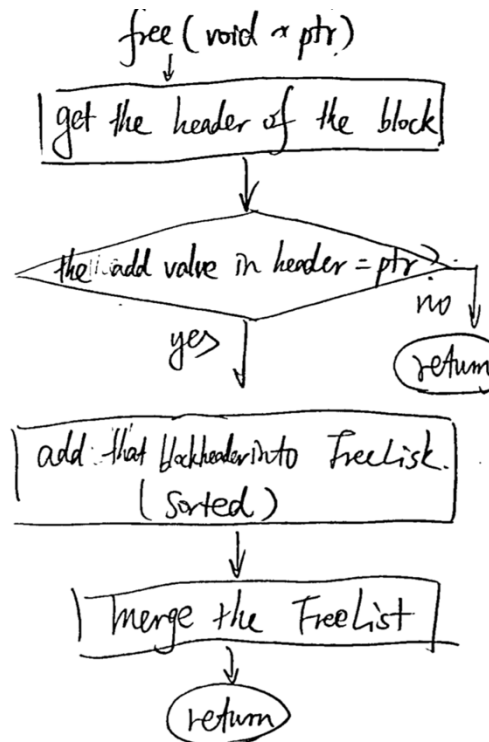 free (void * ptr)
get the header of the block
the add value in header = ptr?
no
yes
return
add that blockheader into FreeList.
(Sorted)
merge the FreeList
return